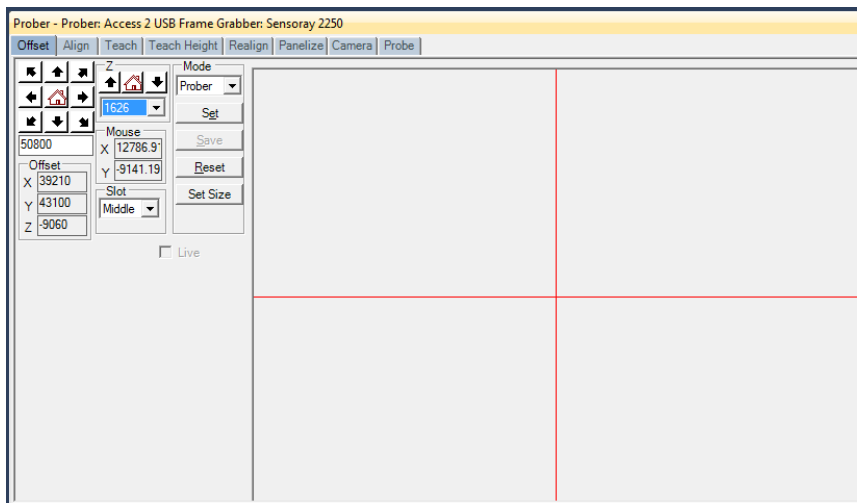 Prober - Prober: Access 2 USB Frame Grabber: Sensoray 2250
Offset Align Teach Teach Height Realign Panelize Camera Probe
Z
1626
Mode
Prober
Set
Save
Reset
Set Size
50800
Mouse
X 12786.9
Y -9141.19
Offset
X 39210
Y 43100
Z -9060
Slot
Middle
Live